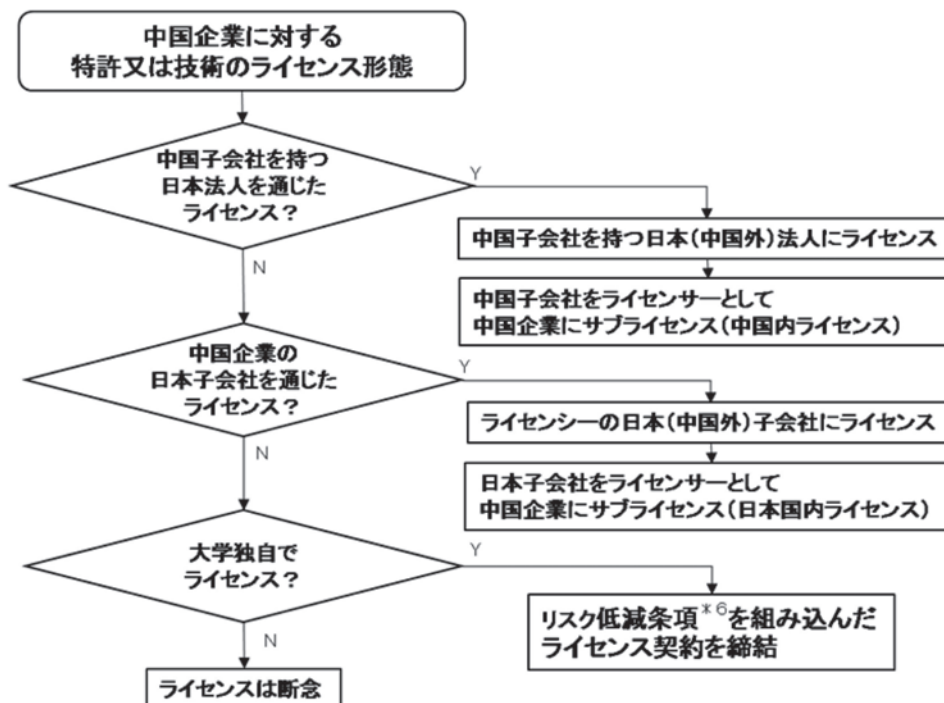 中国企業に対する
特許又は技術のライセンス形態
中国子会社を持つ
日本法人を通じた
ライセンス？
Y
中国子会社を持つ日本（中国外）法人にライセンス
N
中国子会社をライセンサーとして
中国企業にサブライセンス（中国内ライセンス）
中国企業の
日本子会社を通じた
ライセンス？
Y
ライセンシーの日本（中国外）子会社にライセンス
N
日本子会社をライセンサーとして
中国企業にサブライセンス（日本国内ライセンス）
大学独自で
ライセンス？
Y
リスク低減条項*6を組み込んだ
ライセンス契約を締結
N
ライセンスは断念